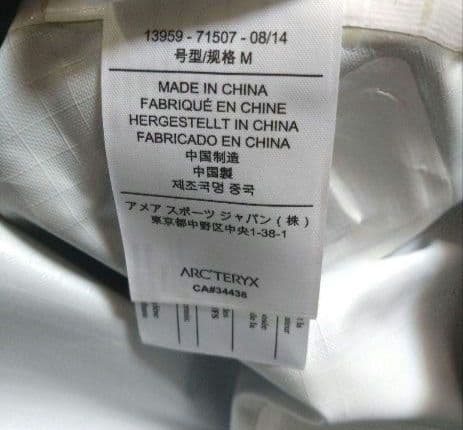 13959 - 71507 - 08/14
号型/规格 M
MADE IN CHINA
FABRIQUÉ EN CHINE
HERGESTELLT IN CHINA
FABRICADO EN CHINA
中国制造
中国製
제조국명 중국
アメア スポーツ ジャパン ( 株 )
東京都中野区中央1-38-1
ARC'TERYX
CA#34438